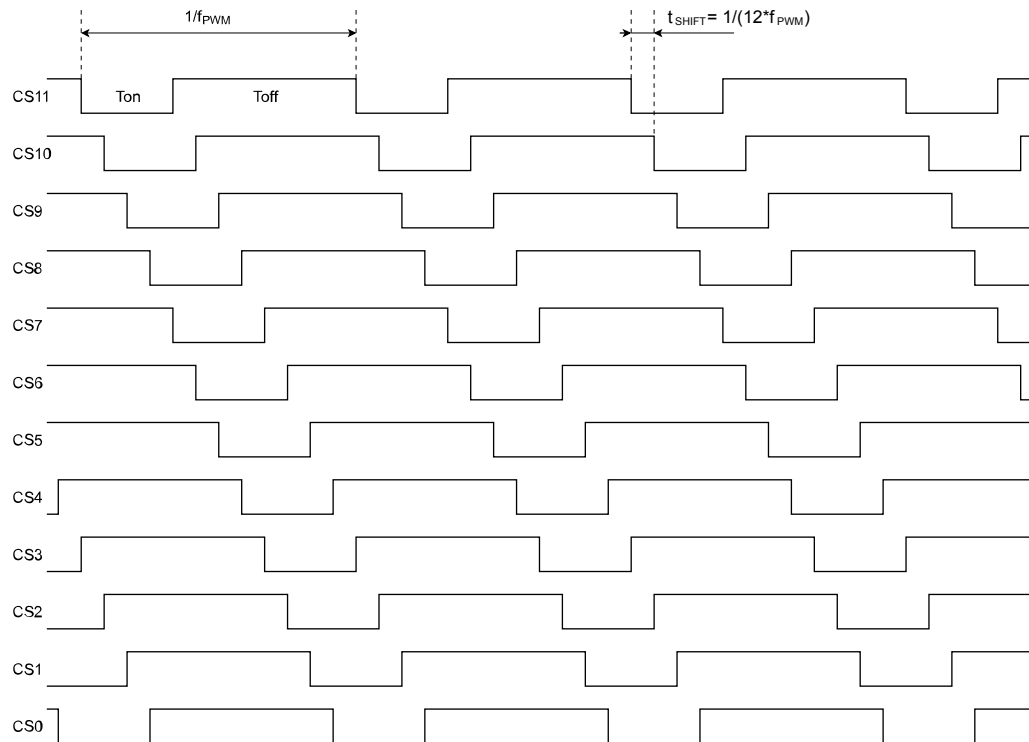 1/fPWM
tSHIFT= 1/(12*fPWM)
CS11
Ton
Toff
CS10
CS9
CS8
CS7
CS6
CS5
CS4
CS3
CS2
CS1
CS0